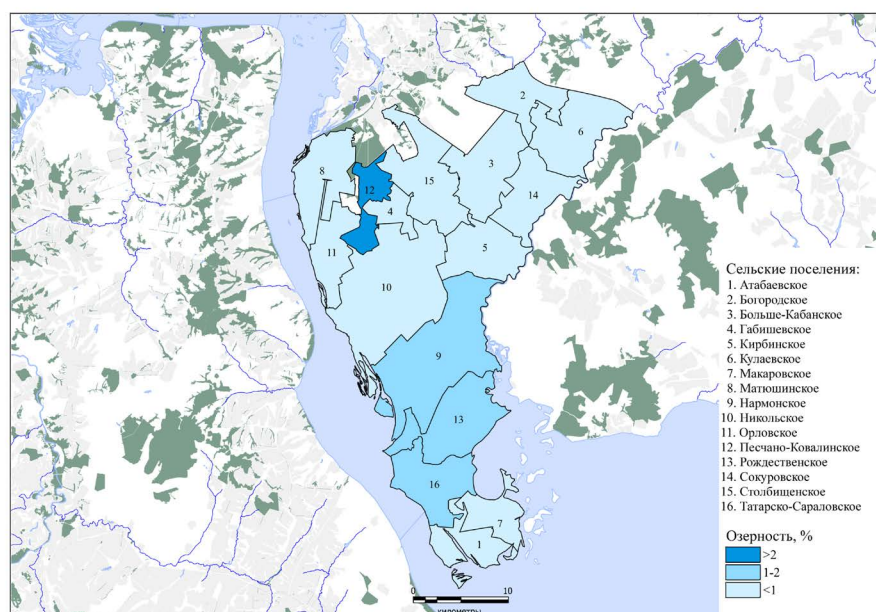 2
6
3
8
12
15
14
4
5
11
10
9
13
16
7
1
Сельские поселения:
1. Атабаевское
2. Богородское
3. Больше-Кабанское
4. Габишевское
5. Кирбинское
6. Кулаевское
7. Макаровское
8. Матюшинское
9. Нармонское
10. Никольское
11. Орловское
12. Песчано-Ковалинское
13. Рождественское
14. Сокуровское
15. Столбищенское
16. Татарско-Сараловское
Озерность, %
>2
1-2
<1
0 10
километры